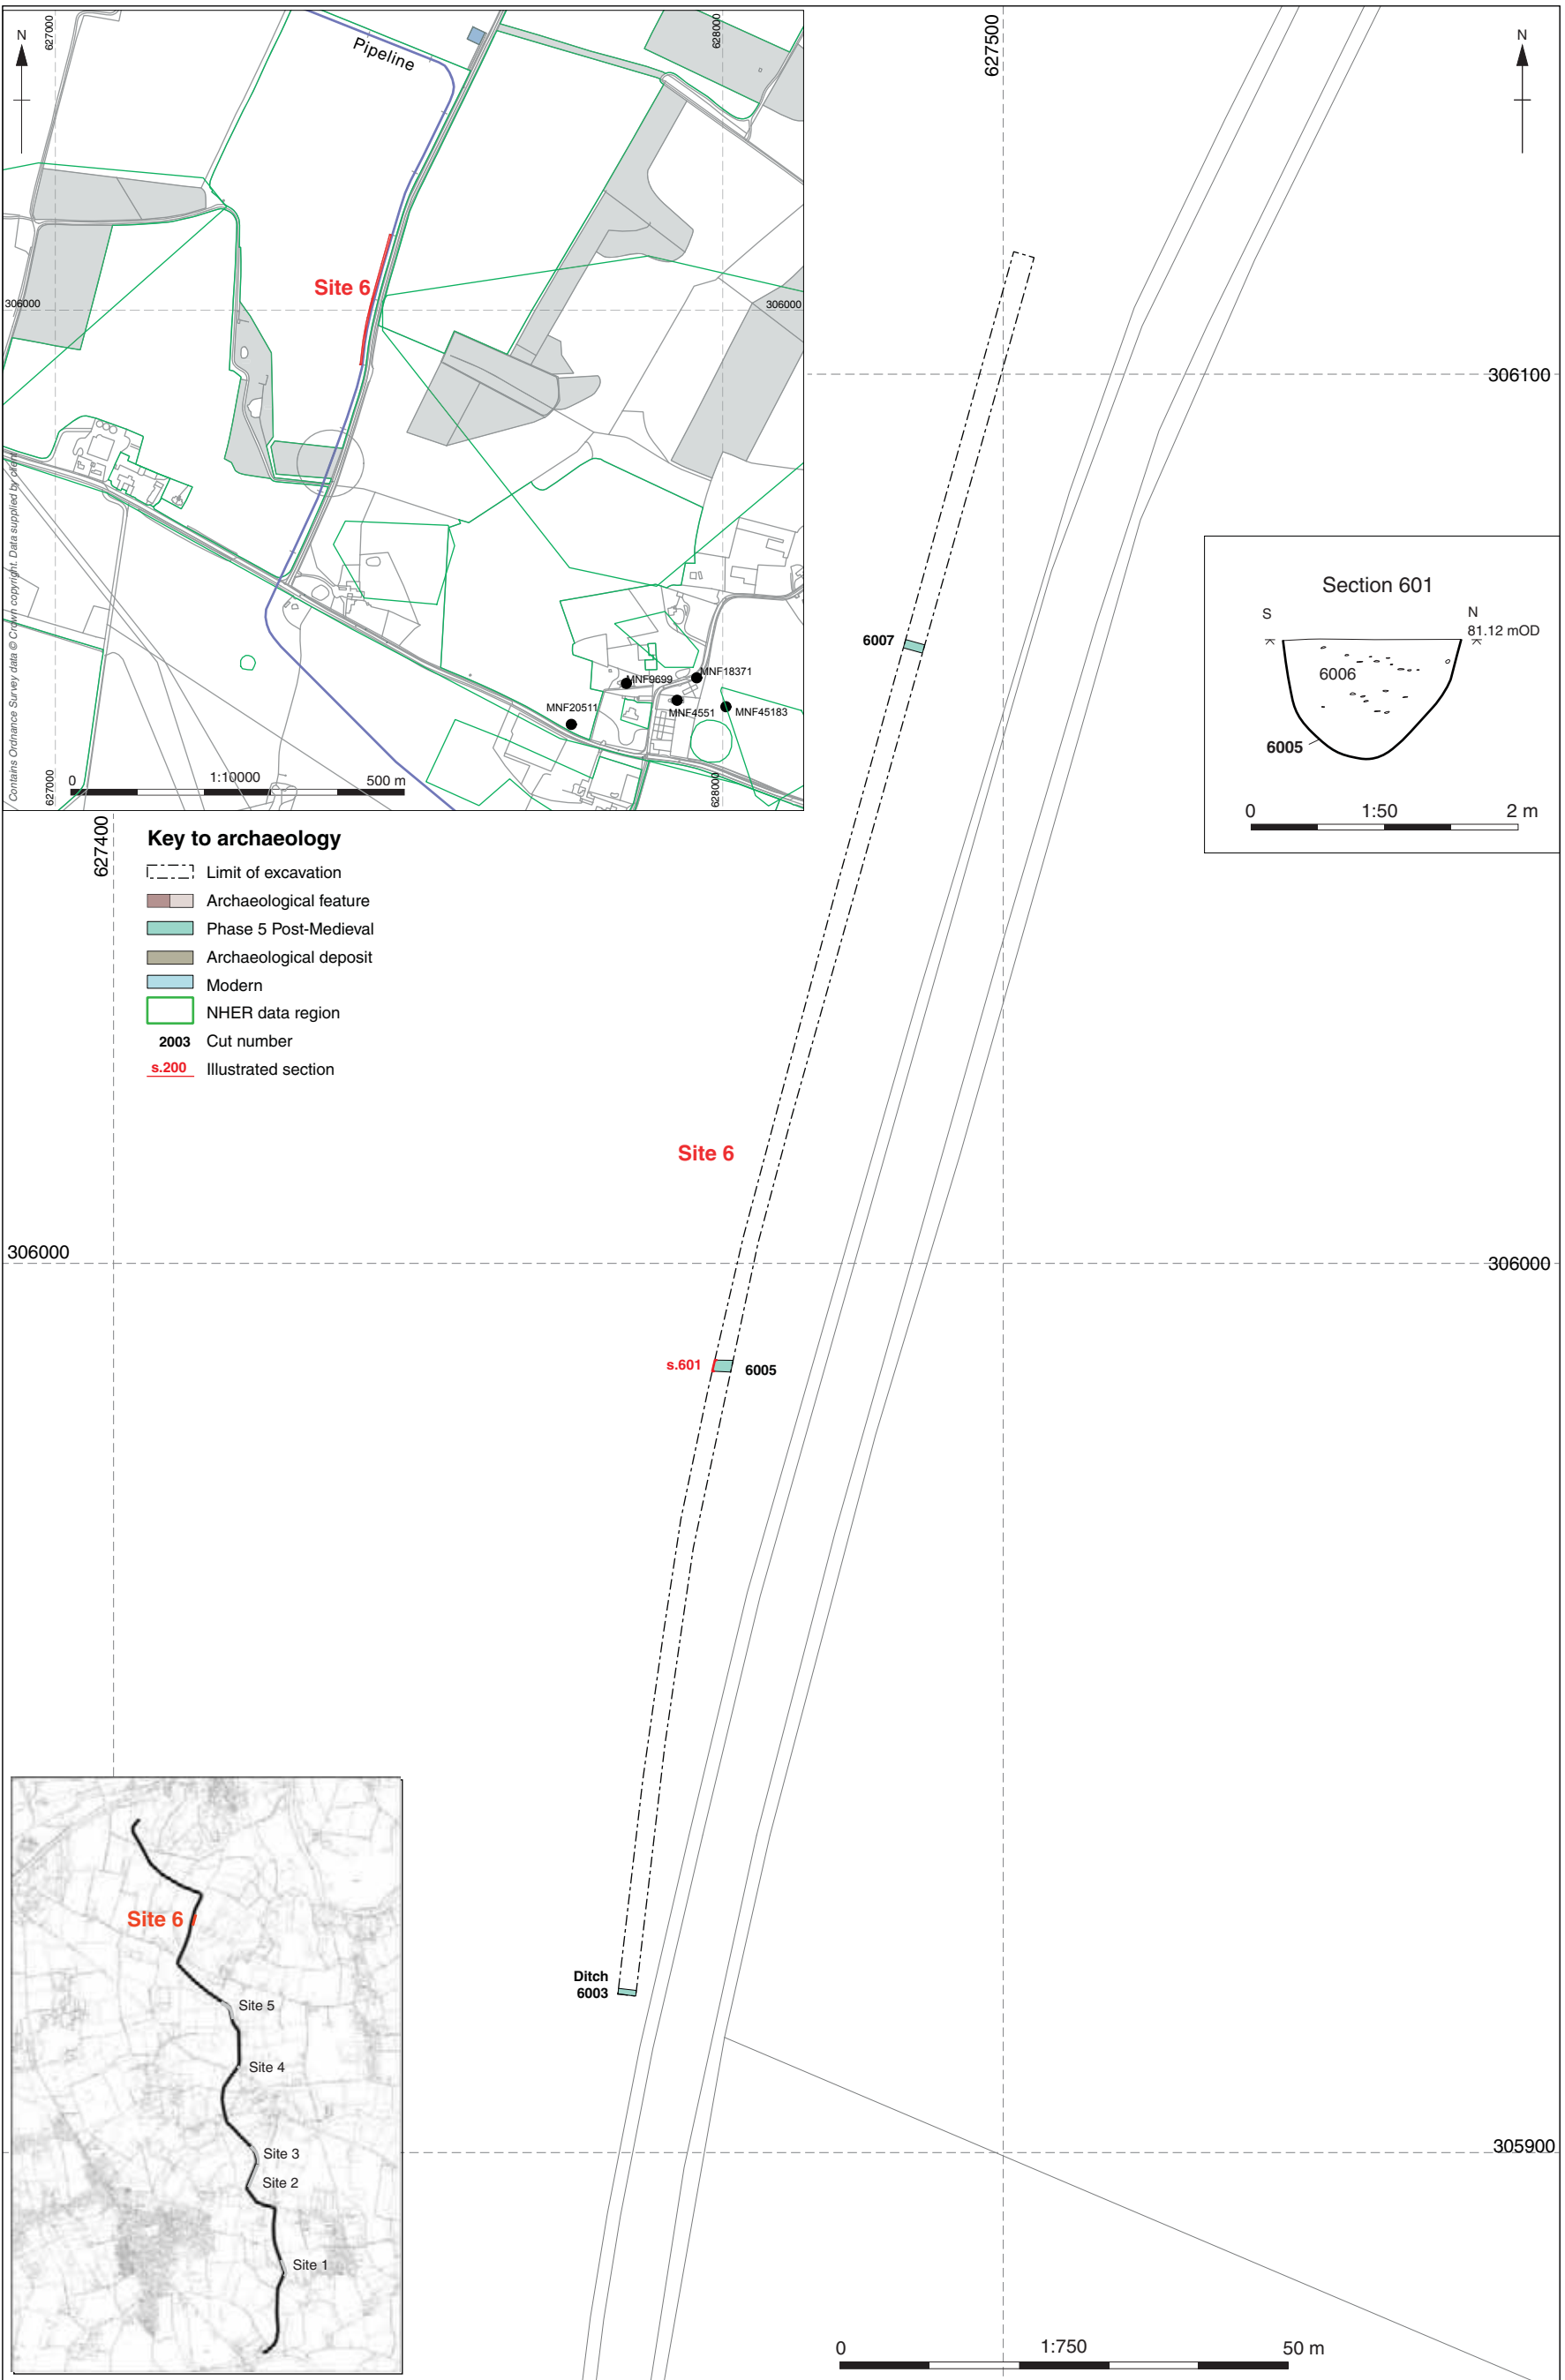 N
627000
Pipeline
628000
Site 6
306000
306000
MNF9699
MNF18371
MNF20511
MNF4551
MNF45183
Contains Ordnance Survey data © Crown copyright. Data supplied by client
627000
0
1:10000
500 m
628000
627500
N
306100
6007
Section 601
S
N
81.12 mOD
6006
6005
0
1:50
2 m
627400
Key to archaeology
Limit of excavation
Archaeological feature
Phase 5 Post-Medieval
Archaeological deposit
Modern
NHER data region
2003 Cut number
s.200 Illustrated section
Site 6
306000
306000
s.601
6005
Ditch
6003
305900
Site 6
Site 5
Site 4
Site 3
Site 2
Site 1
0
1:750
50 m